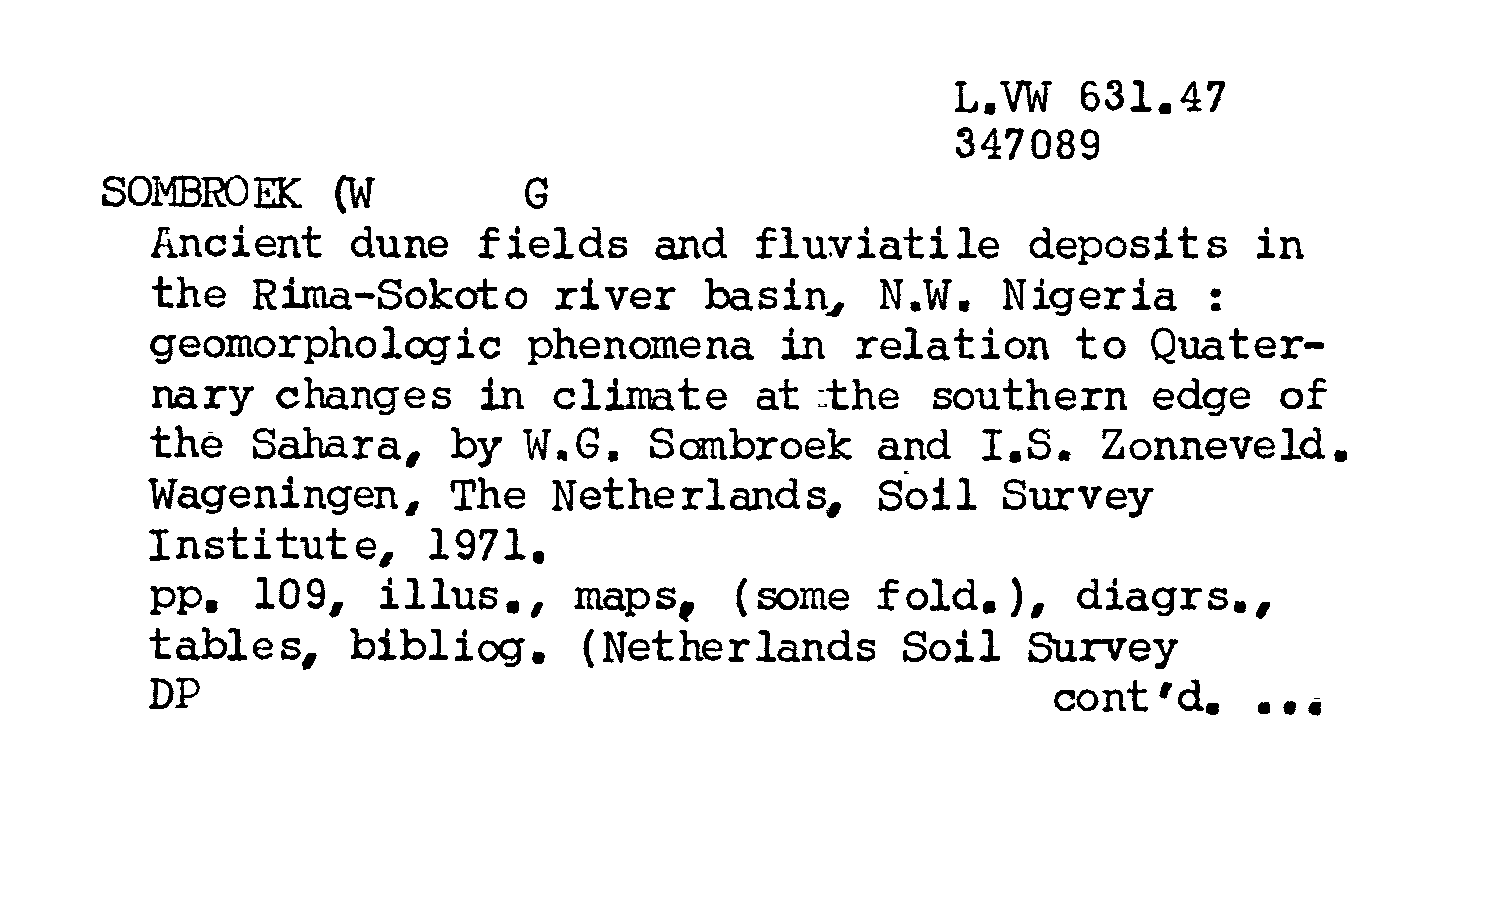 L.VW 631.47
347089
SOMBROEK (W G
Ancient dune fields and fluviatile deposits in
the Rima-Sokoto river basin, N.W. Nigeria :
geomorphologic phenomena in relation to Quater-
nary changes in climate at the southern edge of
the Sahara, by W.G. Sombroek and I.S. Zonneveld.
Wageningen, The Netherlands, Soil Survey
Institute, 1971.
pp. 109, illus., maps, (some fold.), diagrs.,
tables, bibliog. (Netherlands Soil Survey
DP cont'd. ...